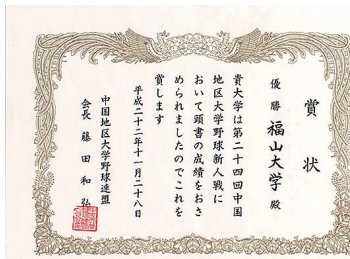 賞状
優勝 福山大学 殿
貴大学は第二十四回中国
地区大学野球新人戦に
おいて頭書の成績をおさ
められましたのでこれを
賞します
平成二十二年十一月二十八日
中国地区大学野球連盟
会長 藤田和弘